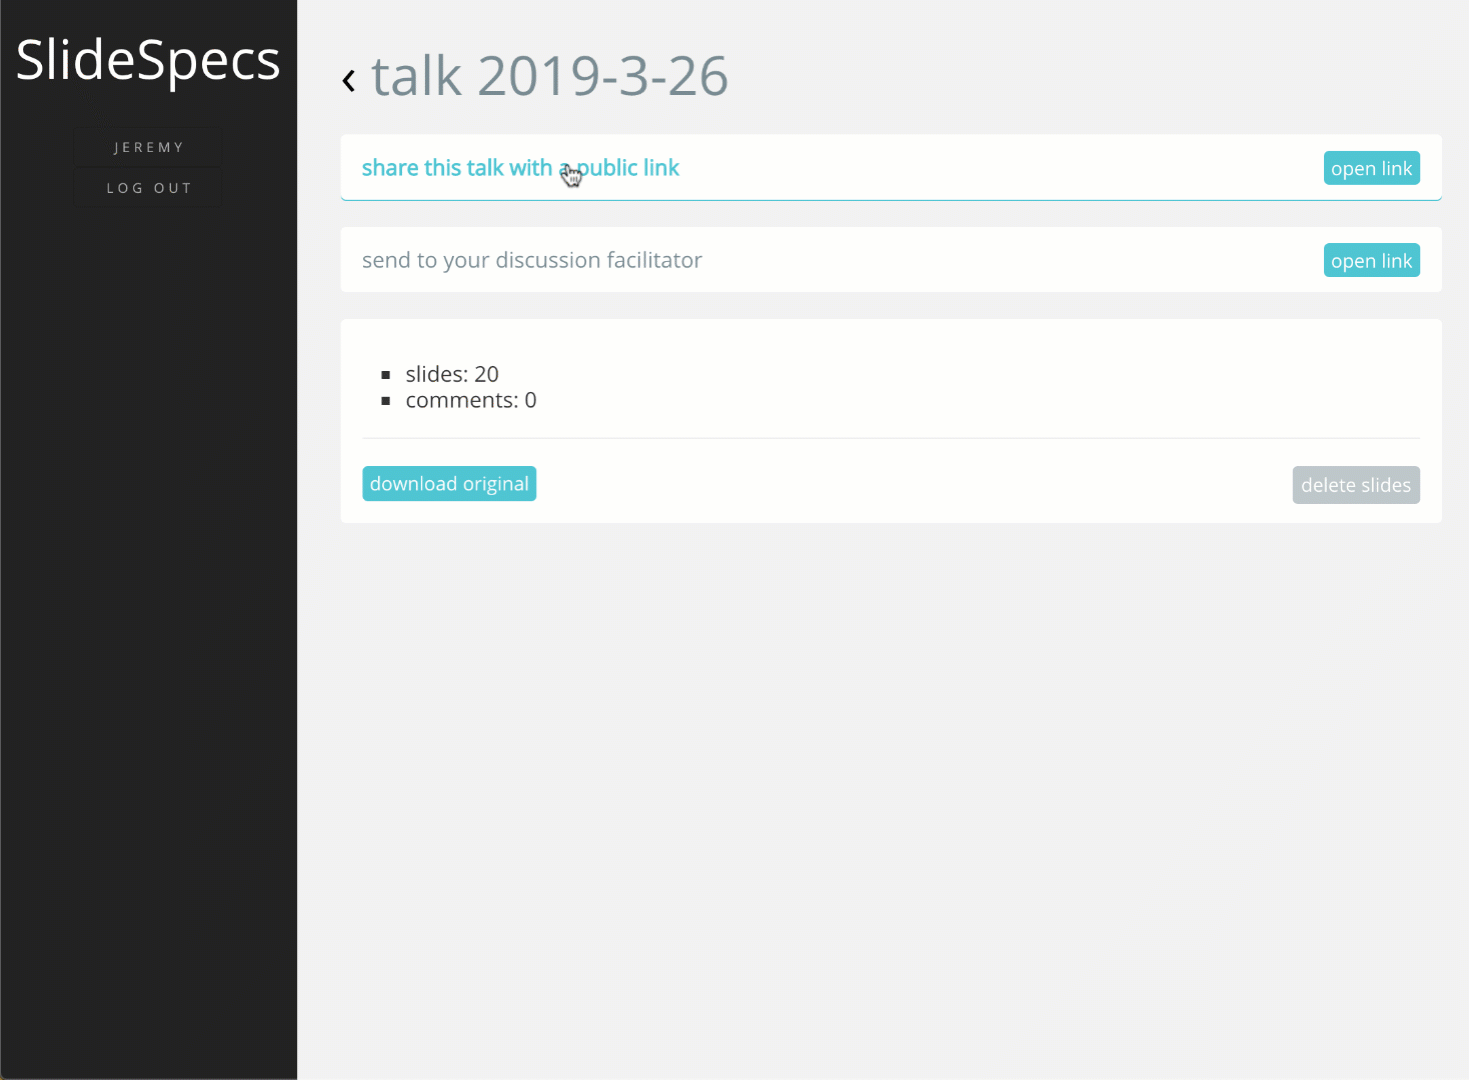 SlideSpecs
JEREMY
LOG OUT
‹ talk 2019-3-26
share this talk with a public link
open link
send to your discussion facilitator
open link
▪ slides: 20
▪ comments: 0
download original
delete slides